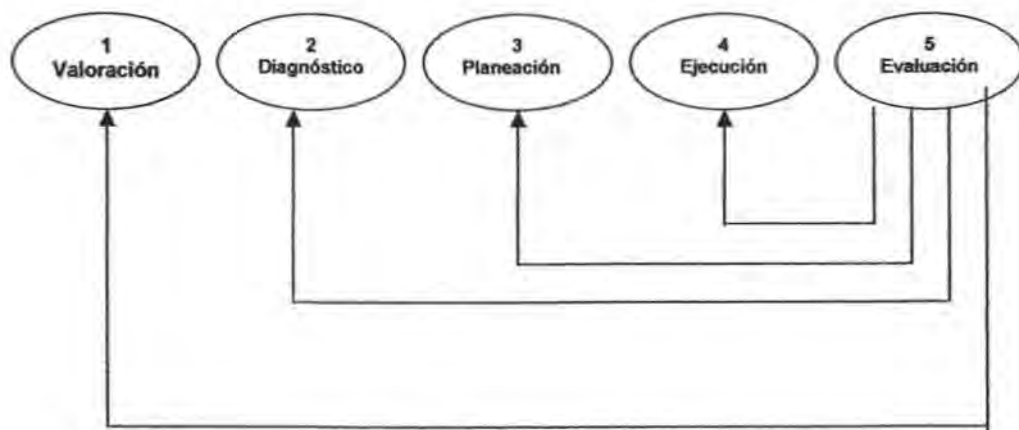 1
Valoración
2
Diagnóstico
3
Planeación
4
Ejecución
5
Evaluación